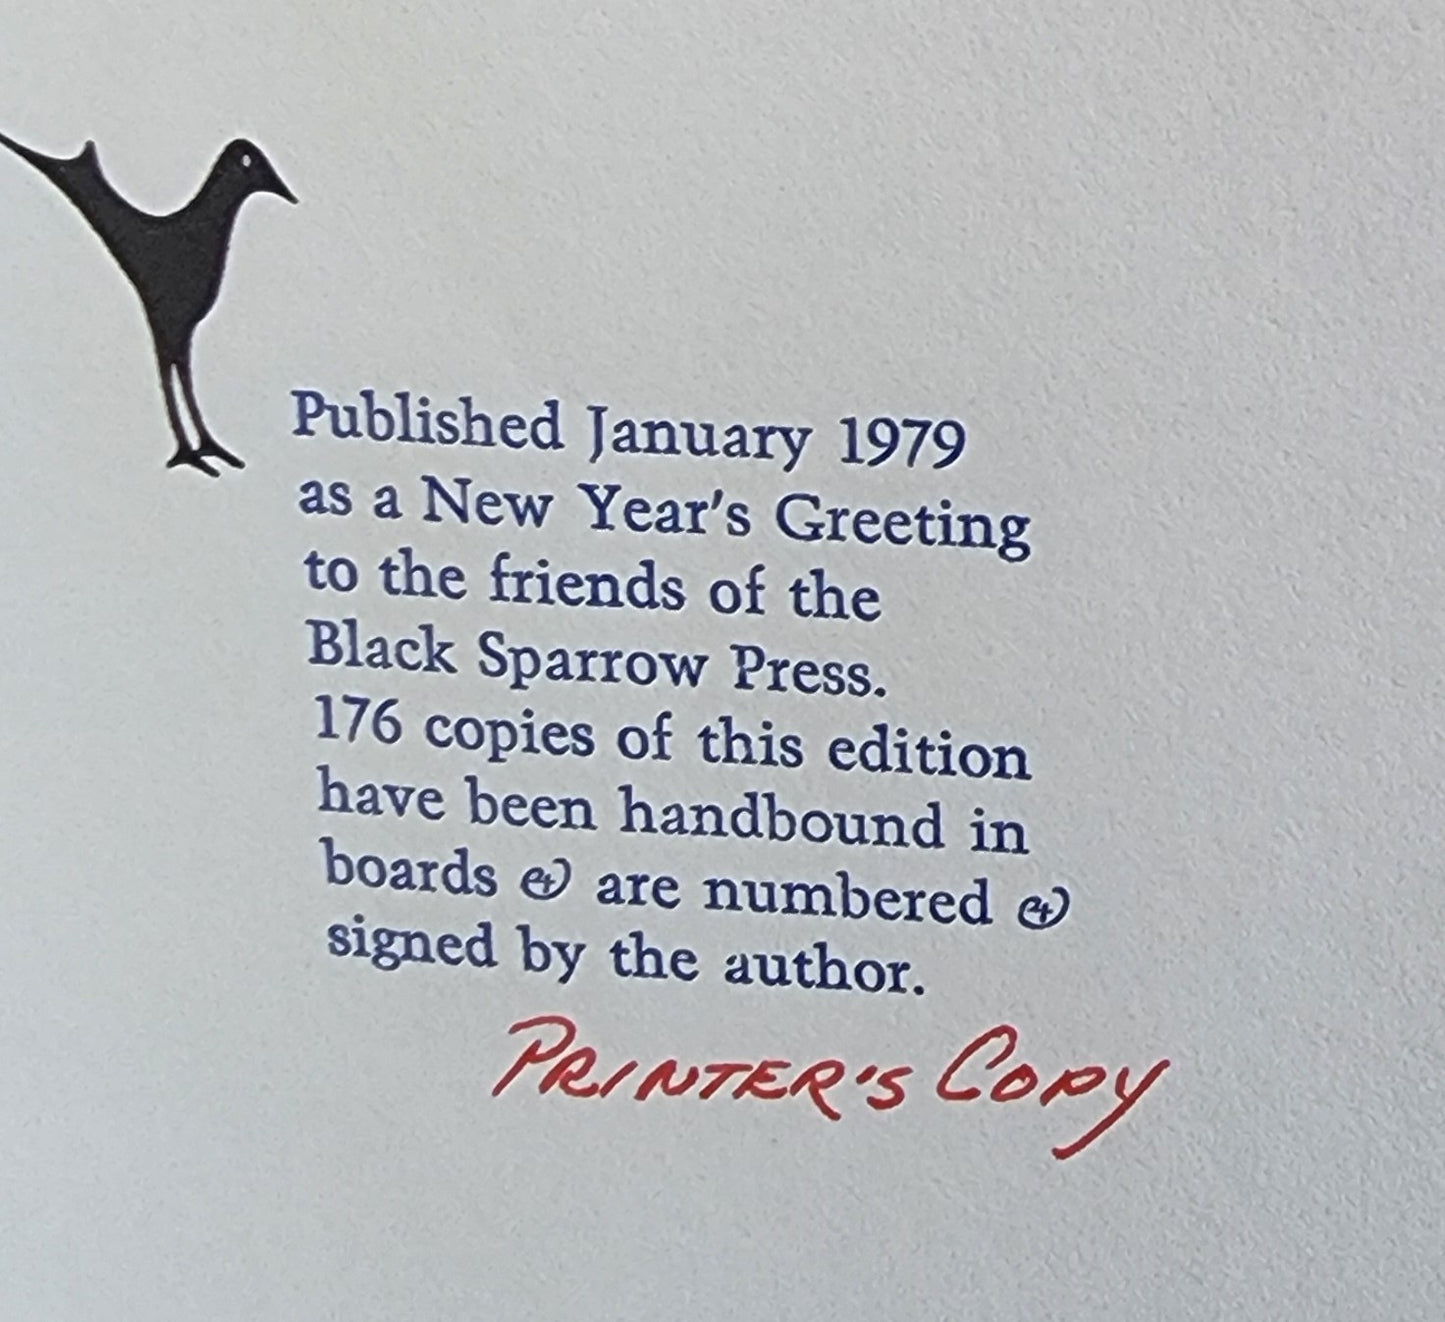 Published January 1979
as a New Year's Greeting
to the friends of the
Black Sparrow Press.
176 copies of this edition
have been handbound in
boards & are numbered &
signed by the author.
PRINTER'S COPY